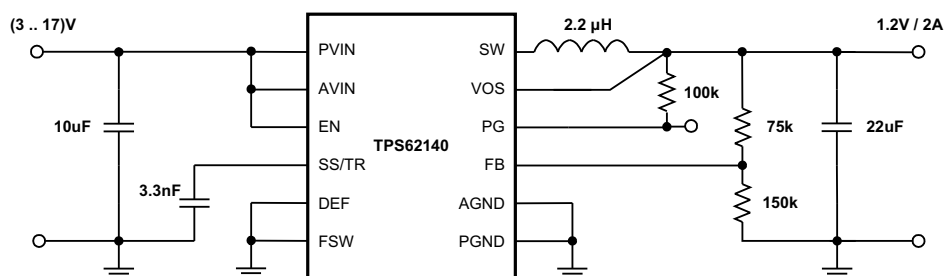 (3 .. 17)V
2.2 µH
1.2V / 2A
PVIN
SW
AVIN
VOS
100k
10uF
EN
PG
75k
22uF
TPS62140
SS/TR
FB
3.3nF
DEF
AGND
150k
FSW
PGND